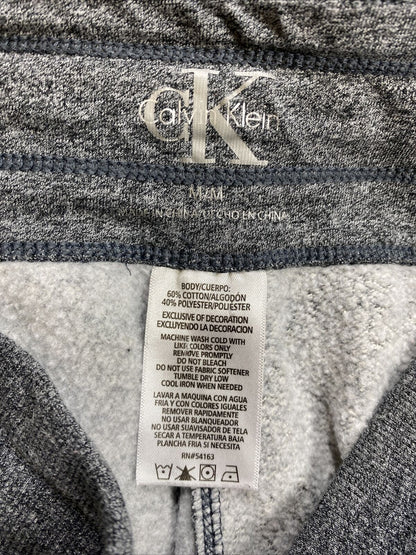 CK
Calvin Klein
M/M
MADE IN CHINA/HECHO EN CHINA
BODY/CUERPO:
60% COTTON/ALGODÓN
40% POLYESTER/POLIÉSTER
EXCLUSIVE OF DECORATION
EXCLUYENDO LA DECORACION
MACHINE WASH COLD WITH
LIKE COLORS ONLY
REMOVE PROMPTLY
DO NOT BLEACH
DO NOT USE FABRIC SOFTENER
TUMBLE DRY LOW
COOL IRON WHEN NEEDED
LAVAR A MAQUINA CON AGUA
FRIA Y CON COLORES IGUALES
REMOVER RAPIDAMENTE
NO USAR BLANQUEADOR
NO USAR SUAVISADOR DE TELA
SECAR A TEMPERATURA BAJA
PLANCHA FRIA SI NECESITA
RN#54163